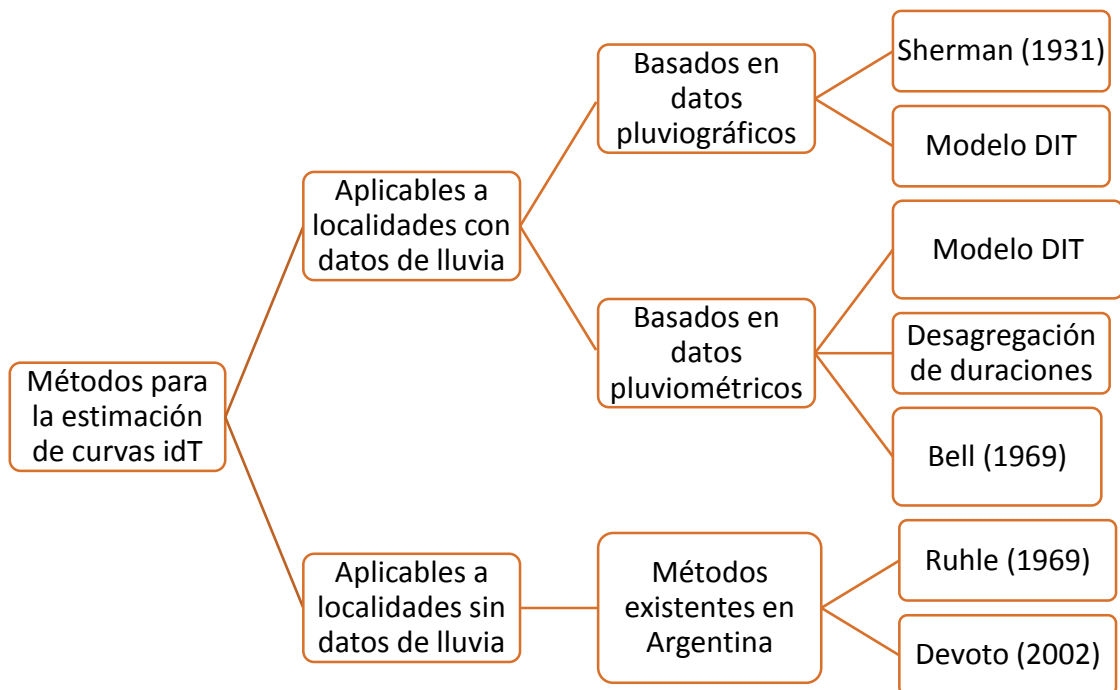 Métodos para
la estimación
de curvas idT
Aplicables a
localidades con
datos de lluvia
Basados en
datos
pluviográficos
Sherman (1931)
Modelo DIT
Basados en
datos
pluviométricos
Modelo DIT
Desagregación
de duraciones
Bell (1969)
Aplicables a
localidades sin
datos de lluvia
Métodos
existentes en
Argentina
Ruhle (1969)
Devoto (2002)